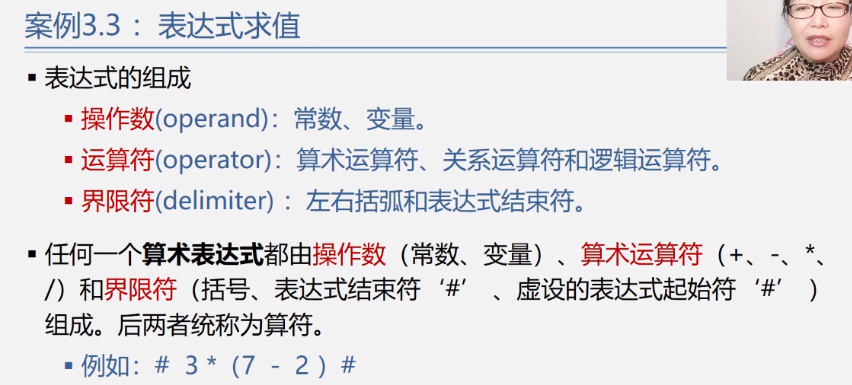 案例3.3 ：表达式求值
▪ 表达式的组成
▪ 操作数(operand)：常数、变量。
▪ 运算符(operator)：算术运算符、关系运算符和逻辑运算符。
▪ 界限符(delimiter) ：左右括弧和表达式结束符。
▪ 任何一个算术表达式都由操作数（常数、变量）、算术运算符（+、-、*、
/）和界限符（括号、表达式结束符‘#’、虚设的表达式起始符‘#’ ）
组成。后两者统称为算符。
▪ 例如：# 3 *（7 - 2 ）#